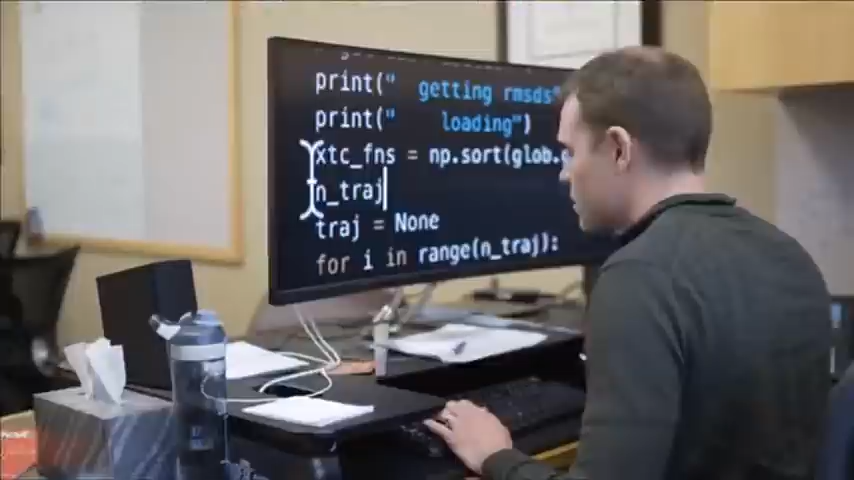 print("  getting rmsds"
print("     loading")
xtc_fns = np.sort(glob.g
n_traj
traj = None
for i in range(n_traj):